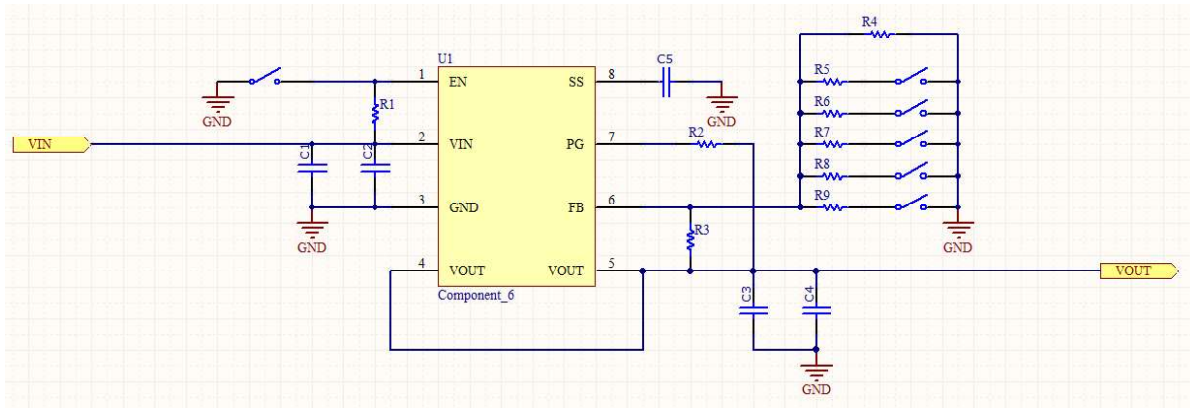 R4
U1
C5
1 EN SS 8
R5
GND
R1
GND
R6
VIN
C1
C2
2 VIN PG 7
R2
R7
R8
3 GND FB 6
R9
GND
R3
GND
4 VOUT VOUT 5
VOUT
Component_6
C3
C4
GND